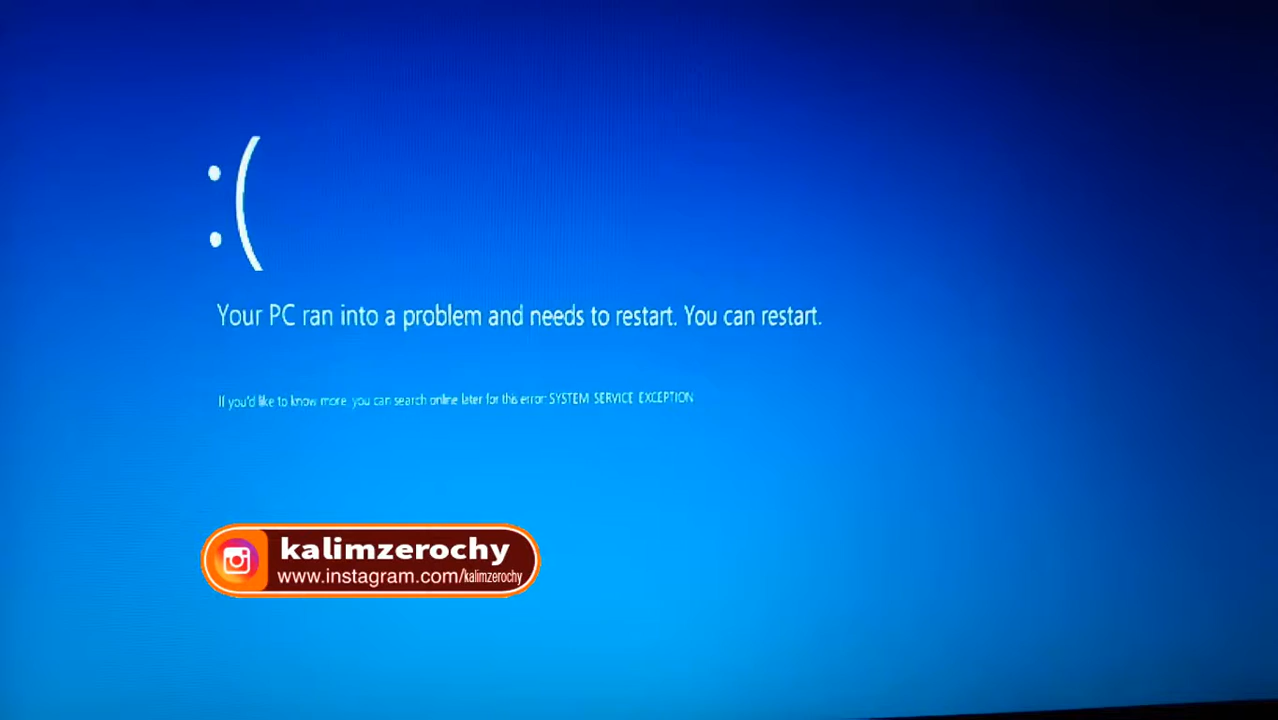 :(
Your PC ran into a problem and needs to restart. You can restart.
If you'd like to know more, you can search online later for this error: SYSTEM SERVICE EXCEPTION
kalimzerochy
www.instagram.com/kalimzerochy